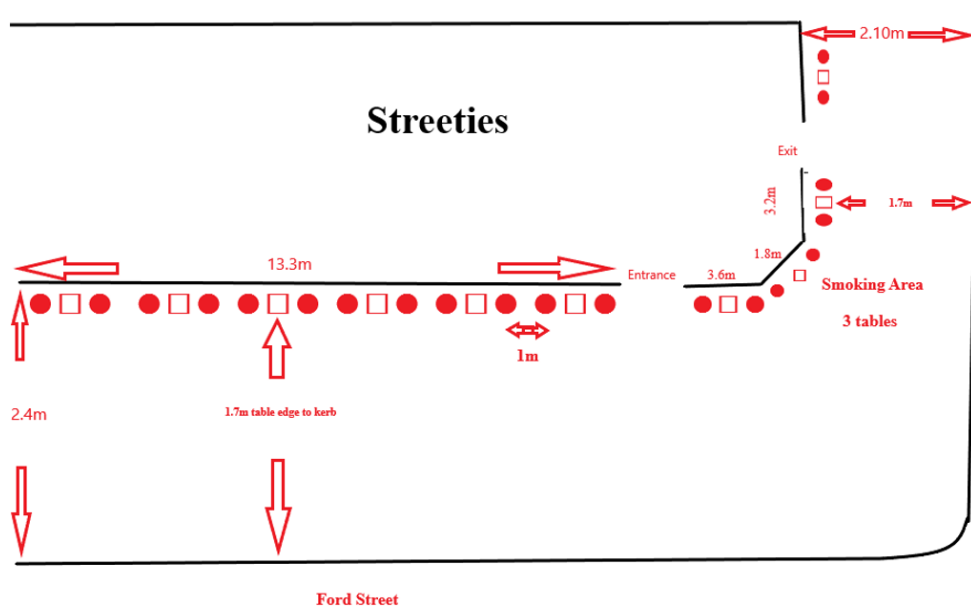 2.10m
Streeties
Exit
3.2m
1.7m
1.8m
13.3m
Entrance
3.6m
Smoking Area
3 tables
1m
2.4m
1.7m table edge to kerb
Ford Street